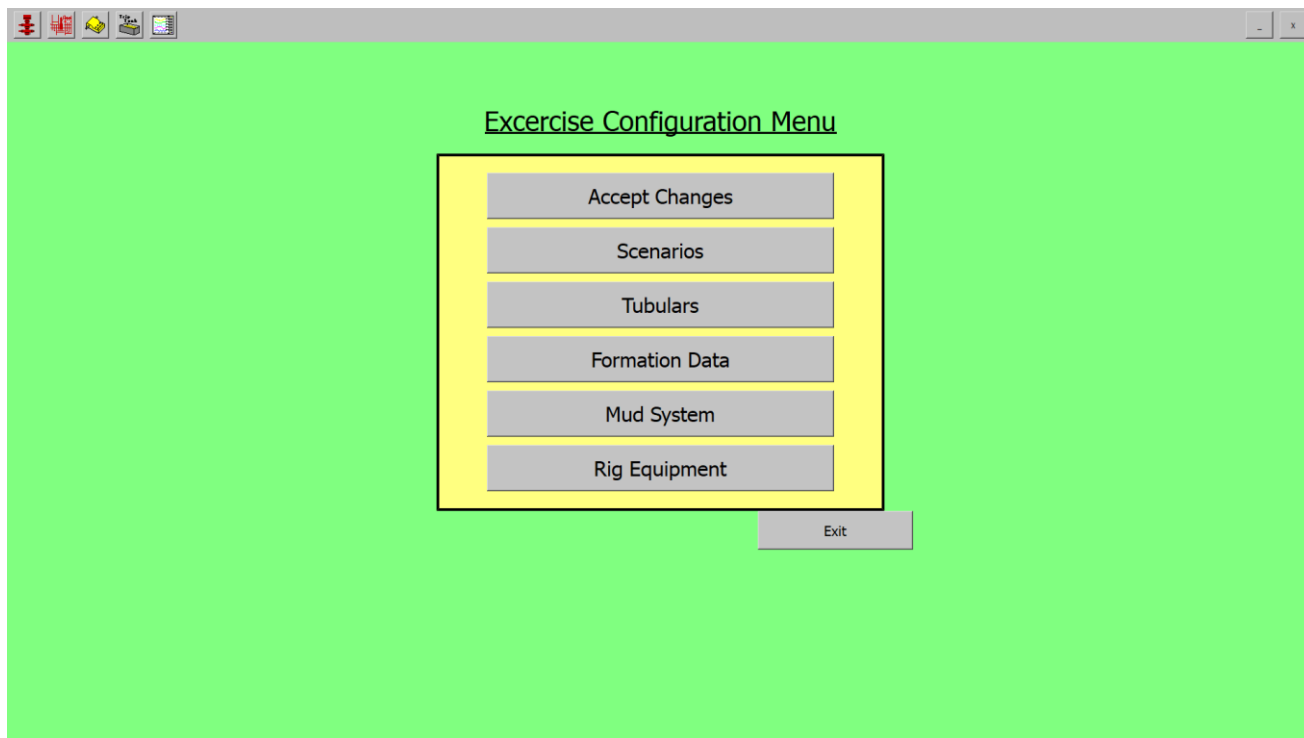 _ x
Excercise Configuration Menu
Accept Changes
Scenarios
Tubulars
Formation Data
Mud System
Rig Equipment
Exit